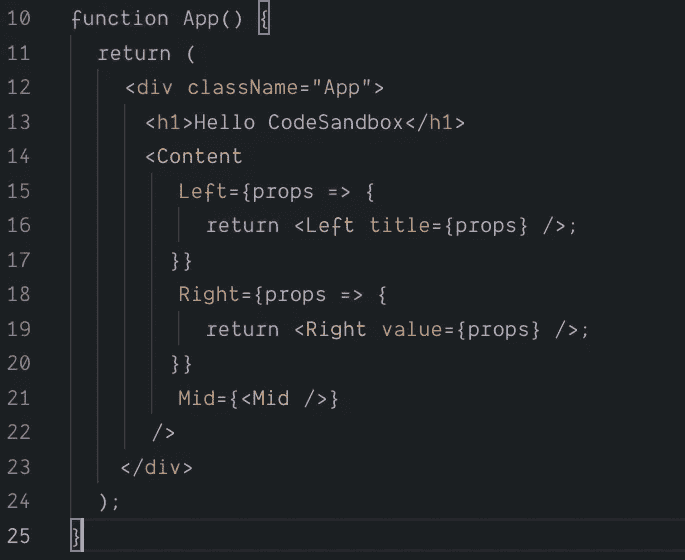 10 function App() {
11 return (
12 <div className="App">
13 <h1>Hello CodeSandbox</h1>
14 <Content
15 Left={props => {
16 return <Left title={props} />;
17 }}
18 Right={props => {
19 return <Right value={props} />;
20 }}
21 Mid={<Mid />}
22 />
23 </div>
24 );
25 }